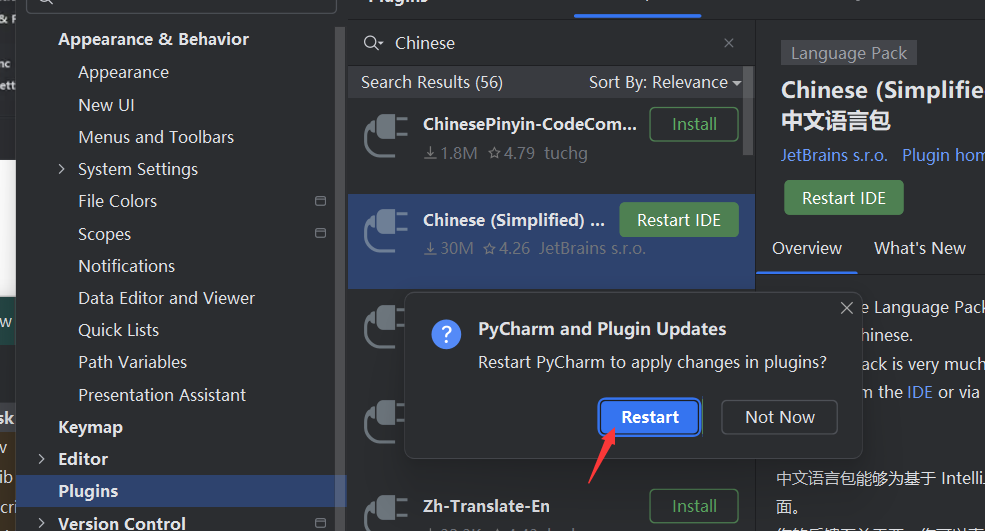 Appearance & Behavior
Appearance
New UI
Menus and Toolbars
System Settings
File Colors
Scopes
Notifications
Data Editor and Viewer
Quick Lists
Path Variables
Presentation Assistant
Keymap
Editor
Plugins
Version Control
Chinese
Search Results (56)
Sort By: Relevance
ChinesePinyin-CodeCom...
Install
1.8M
4.79
tuchg
Chinese (Simplified) ...
Restart IDE
30M
4.26
JetBrains s.r.o.
PyCharm and Plugin Updates
Restart PyCharm to apply changes in plugins?
Restart
Not Now
Zh-Translate-En
Install
Language Pack
Chinese (Simplifie
中文语言包
JetBrains s.r.o.
Plugin hom
Restart IDE
Overview
What's New
e Language Pack
hinese.
ack is very much
m the IDE or via
中文语言包能够为基于 IntelliJ
面。